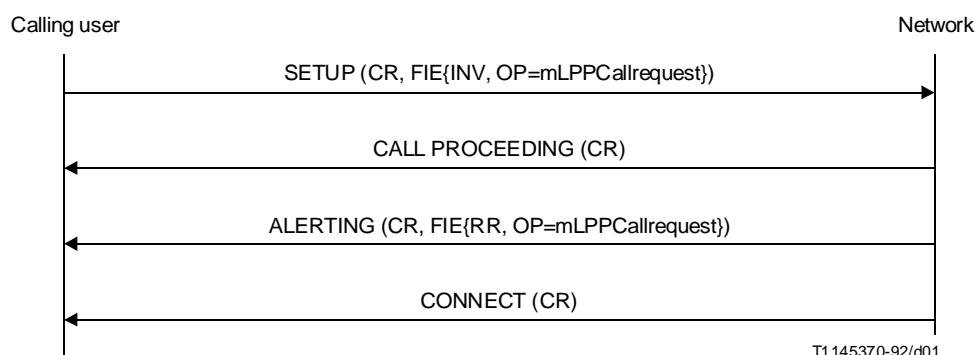 Calling user Network
SETUP (CR, FIE{INV, OP=mLPPCallrequest})
CALL PROCEEDING (CR)
ALERTING (CR, FIE{RR, OP=mLPPCallrequest})
CONNECT (CR)
T1145370-92/d01